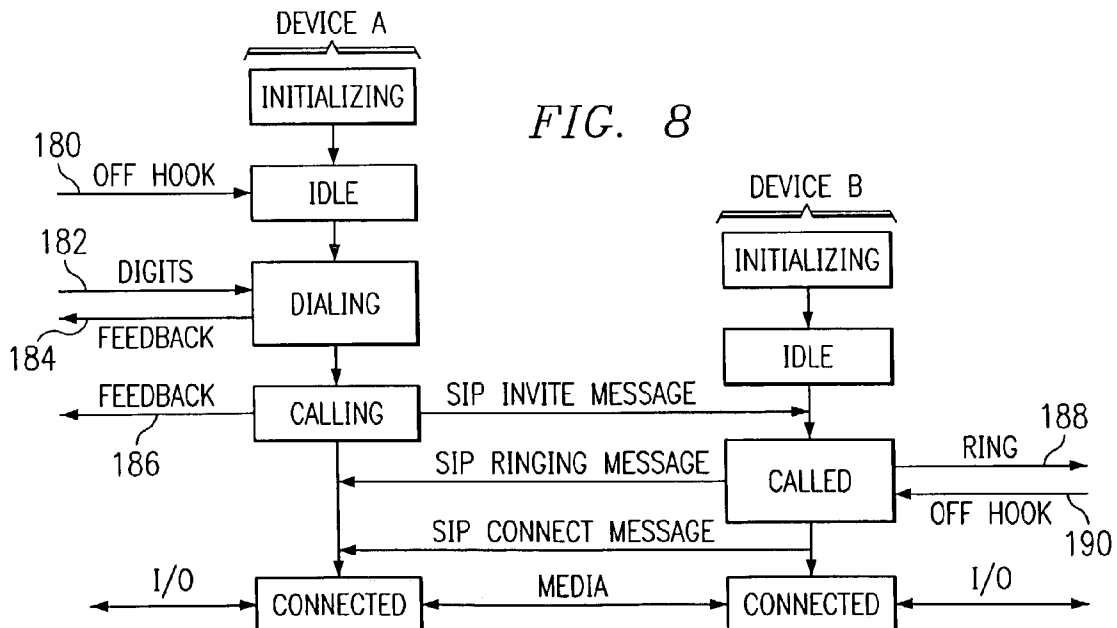 DEVICE A
INITIALIZING
FIG. 8
180
OFF HOOK
IDLE
DEVICE B
182
DIGITS
INITIALIZING
DIALING
184
FEEDBACK
IDLE
FEEDBACK
CALLING
SIP INVITE MESSAGE
186
188
SIP RINGING MESSAGE
RING
CALLED
OFF HOOK
190
SIP CONNECT MESSAGE
I/O
CONNECTED
MEDIA
CONNECTED
I/O